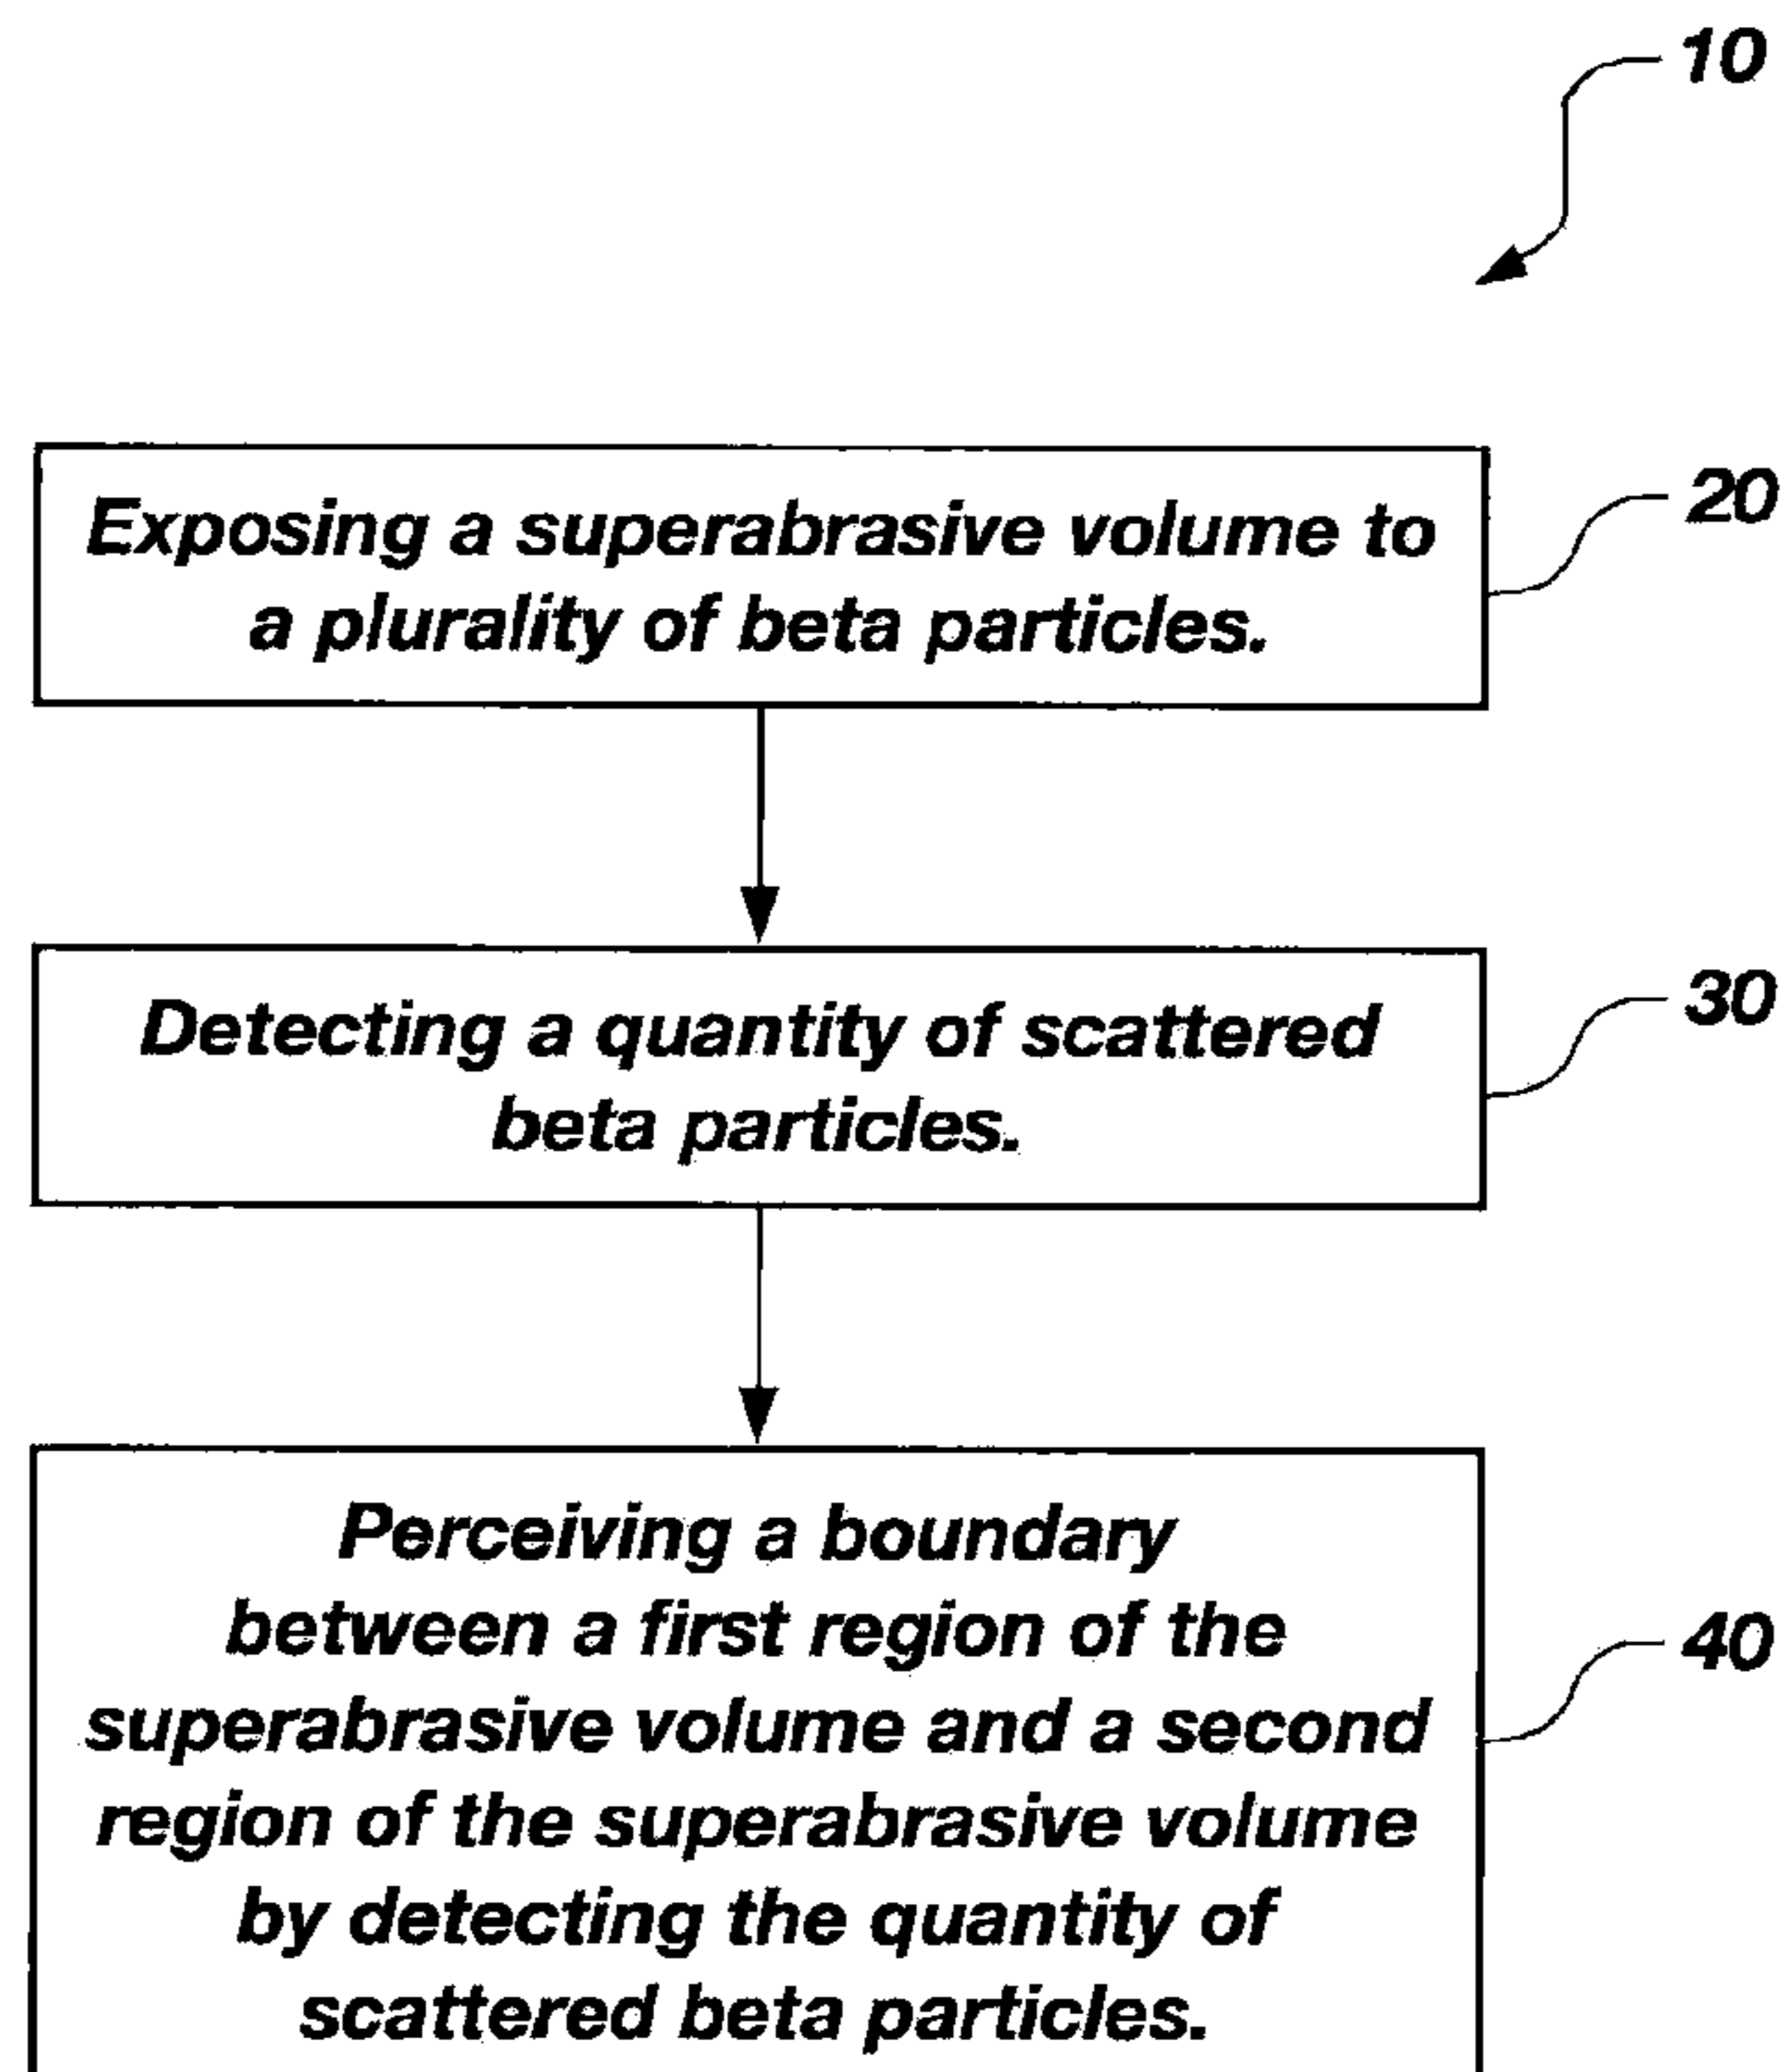 10
Exposing a superabrasive volume to
a plurality of beta particles.
20
Detecting a quantity of scattered
beta particles.
30
Perceiving a boundary
between a first region of the
superabrasive volume and a second
region of the superabrasive volume
by detecting the quantity of
scattered beta particles.
40